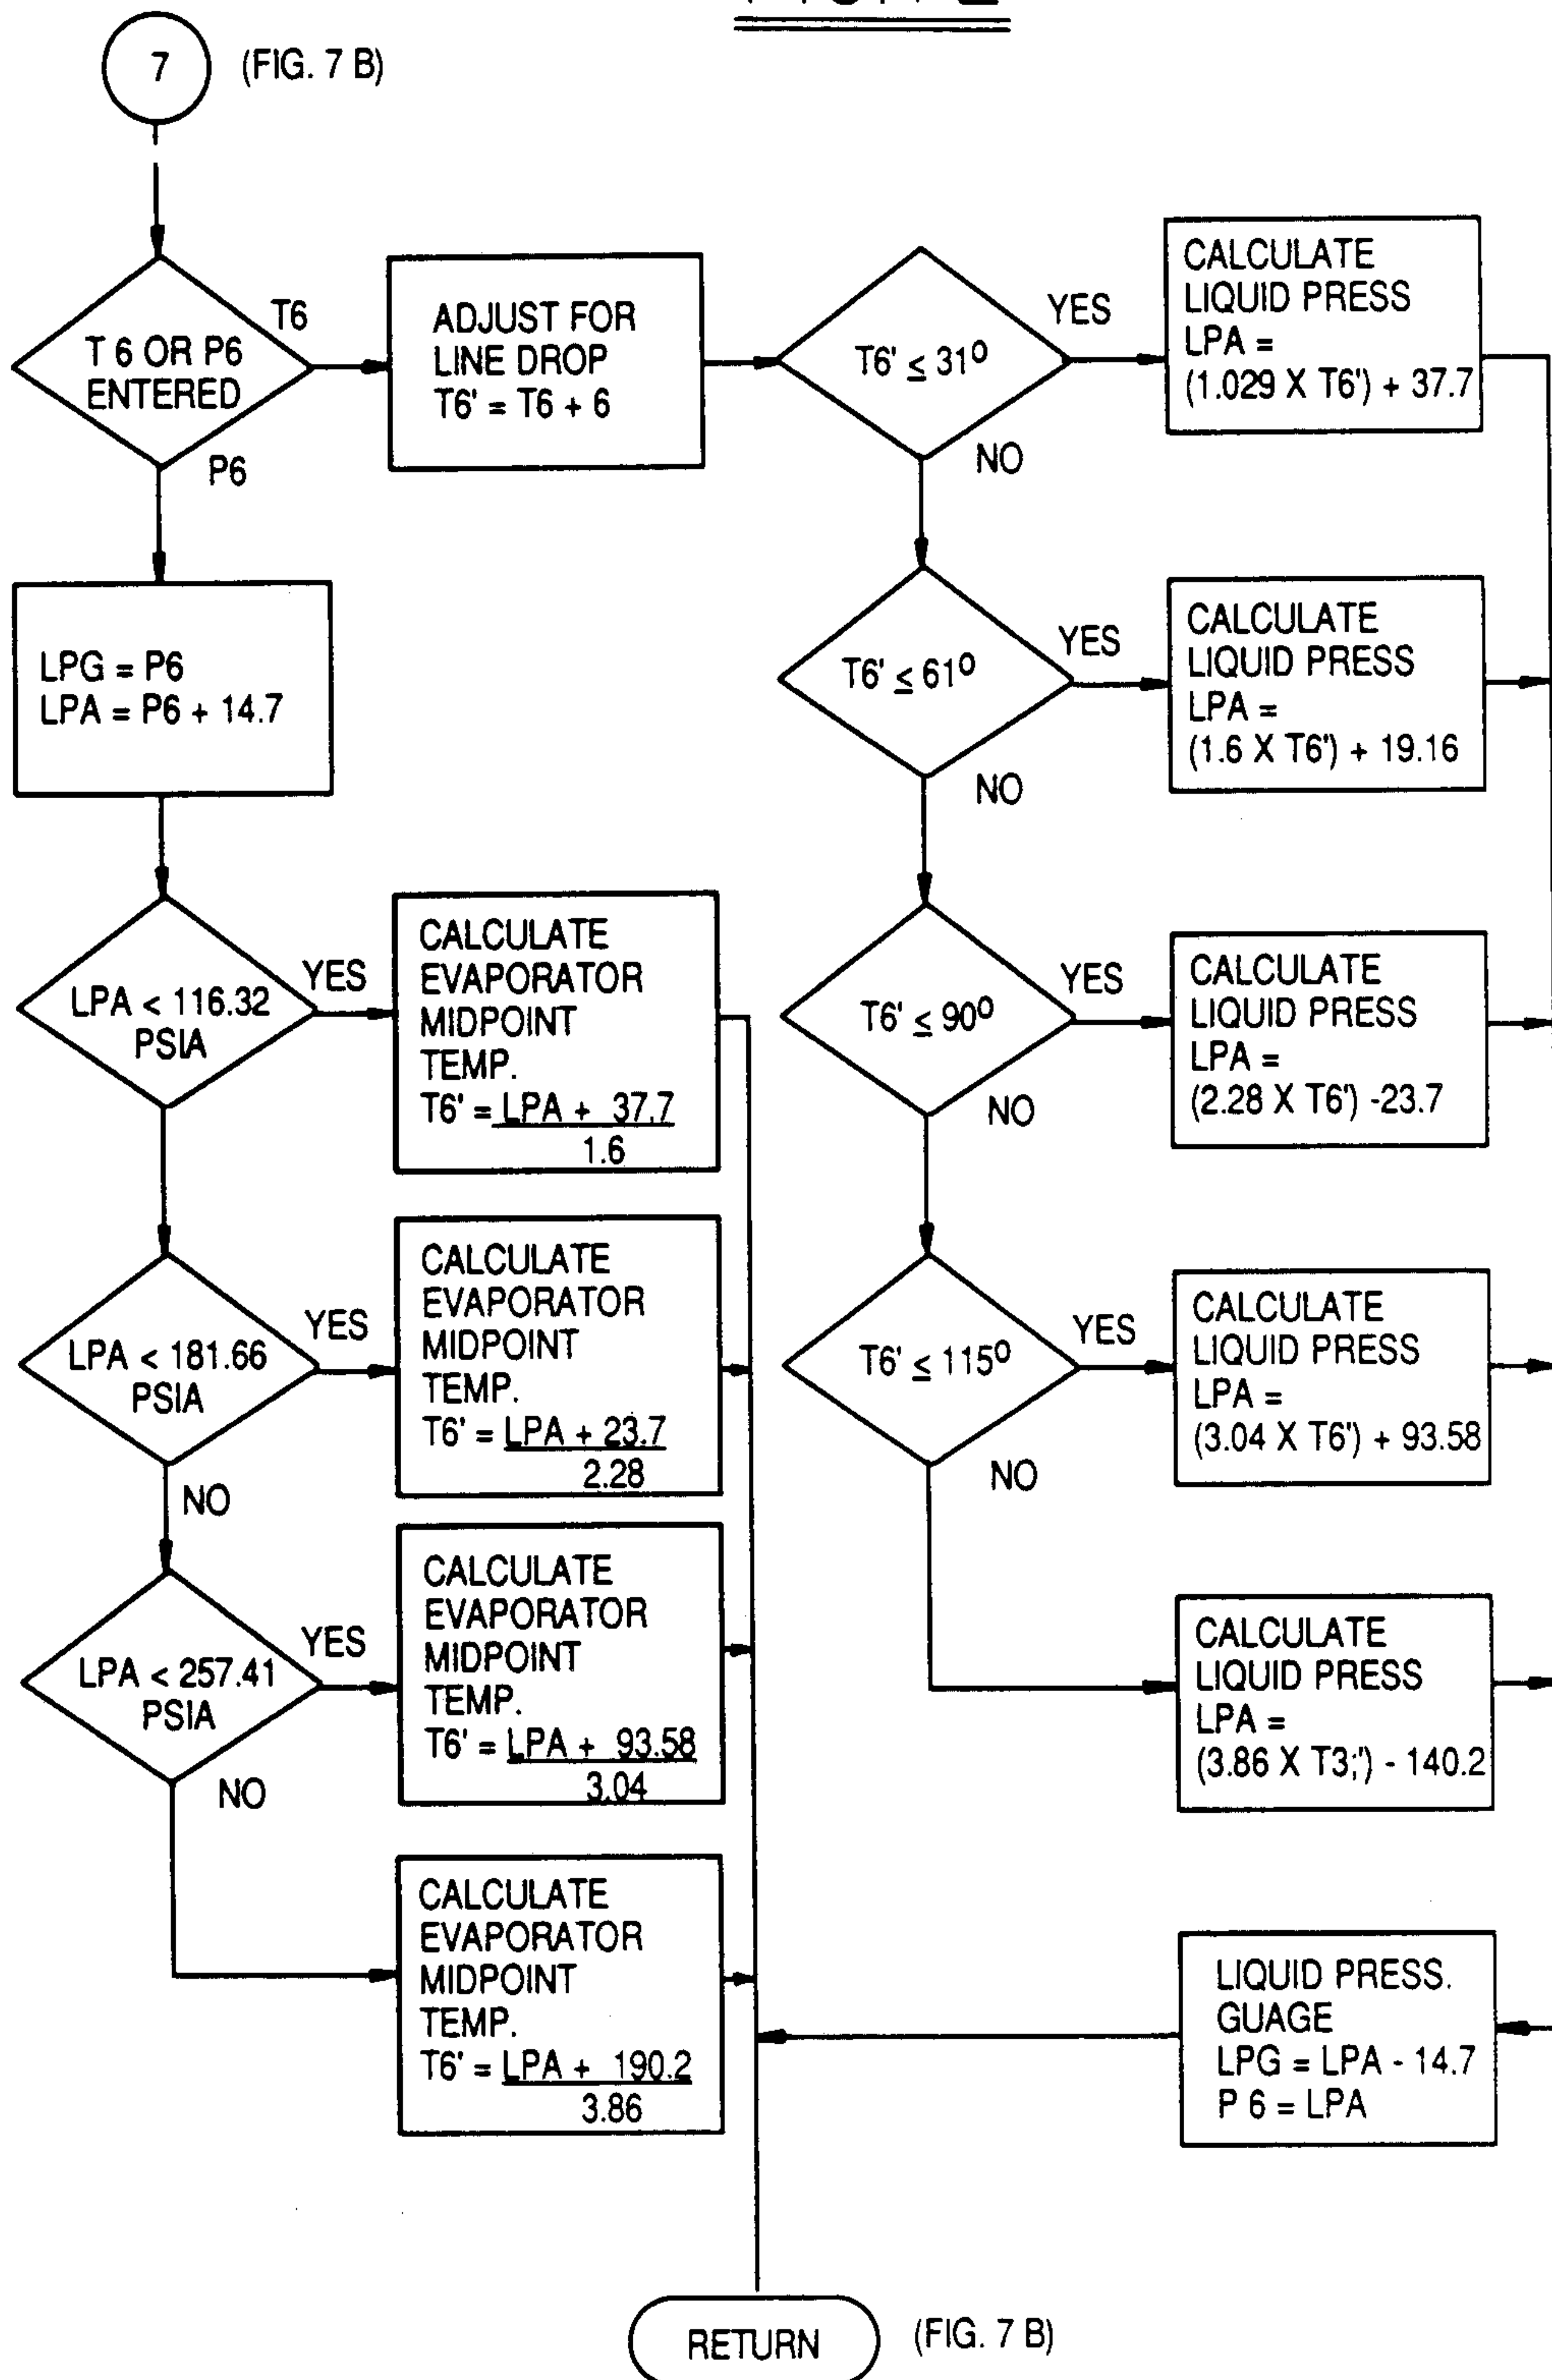 7
(FIG. 7 B)
T 6 OR P6
ENTERED
T6
P6
ADJUST FOR
LINE DROP
T6' = T6 + 6
T6' ≤ 31⁰
YES
NO
CALCULATE
LIQUID PRESS
LPA =
(1.029 X T6') + 37.7
LPG = P6
LPA = P6 + 14.7
T6' ≤ 61⁰
YES
NO
CALCULATE
LIQUID PRESS
LPA =
(1.6 X T6') + 19.16
LPA < 116.32
PSIA
YES
CALCULATE
EVAPORATOR
MIDPOINT
TEMP.
T6' = LPA + 37.7
1.6
T6' ≤ 90⁰
YES
NO
CALCULATE
LIQUID PRESS
LPA =
(2.28 X T6') -23.7
LPA < 181.66
PSIA
YES
NO
CALCULATE
EVAPORATOR
MIDPOINT
TEMP.
T6' = LPA + 23.7
2.28
T6' ≤ 115⁰
YES
NO
CALCULATE
LIQUID PRESS
LPA =
(3.04 X T6') + 93.58
LPA < 257.41
PSIA
YES
NO
CALCULATE
EVAPORATOR
MIDPOINT
TEMP.
T6' = LPA + 93.58
3.04
CALCULATE
LIQUID PRESS
LPA =
(3.86 X T3;') - 140.2
CALCULATE
EVAPORATOR
MIDPOINT
TEMP.
T6' = LPA + 190.2
3.86
LIQUID PRESS.
GUAGE
LPG = LPA - 14.7
P 6 = LPA
RETURN
(FIG. 7 B)